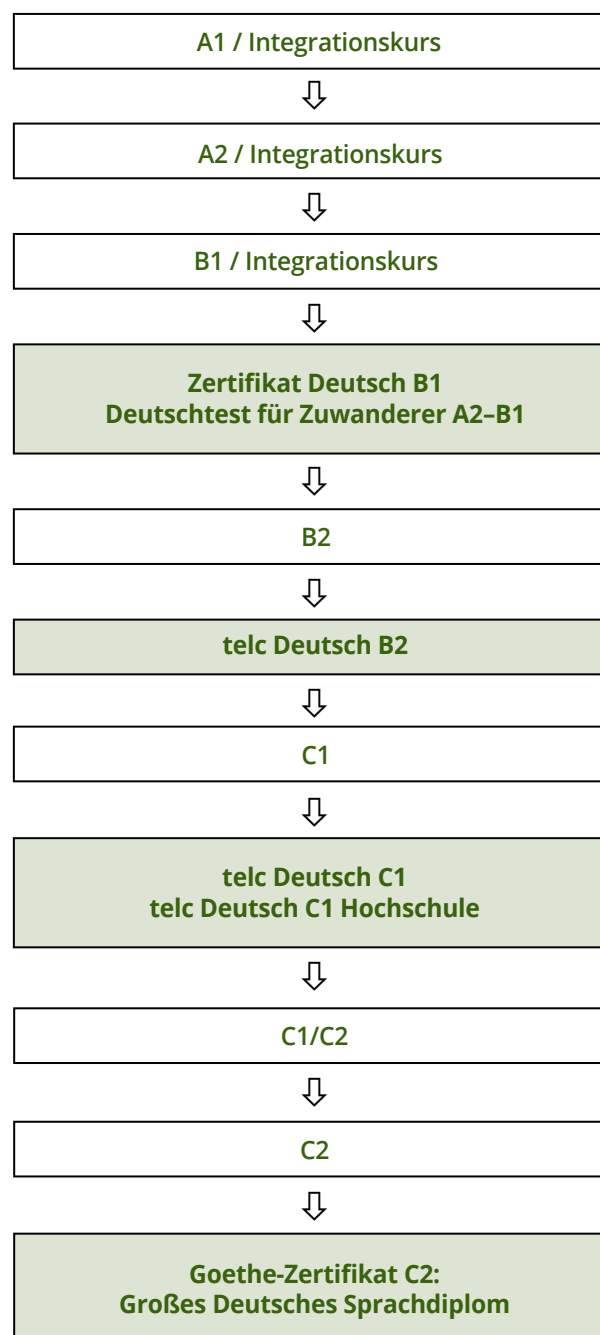 A1 / Integrationskurs
A2 / Integrationskurs
B1 / Integrationskurs
Zertifikat Deutsch B1
Deutschtest für Zuwanderer A2–B1
B2
telc Deutsch B2
C1
telc Deutsch C1
telc Deutsch C1 Hochschule
C1/C2
C2
Goethe-Zertifikat C2:
Großes Deutsches Sprachdiplom